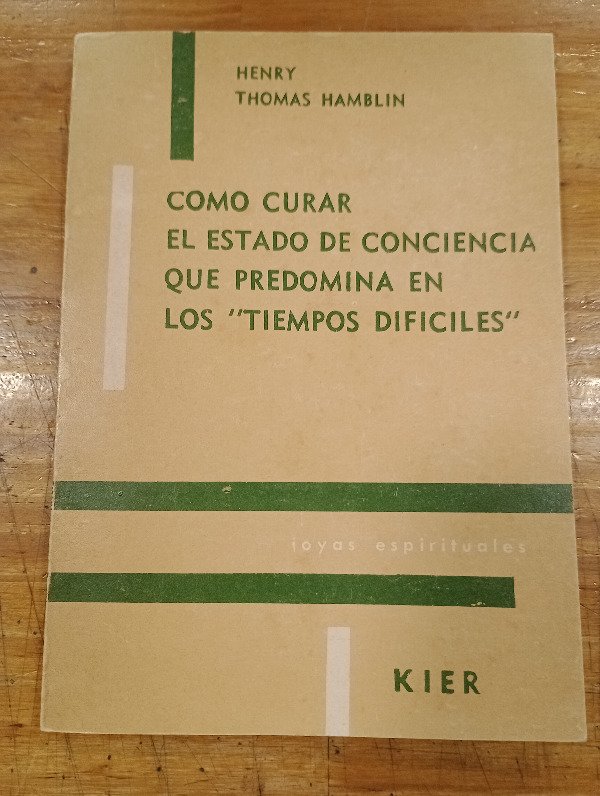 HENRY
THOMAS HAMBLIN
COMO CURAR
EL ESTADO DE CONCIENCIA
QUE PREDOMINA EN
LOS "TIEMPOS DIFICILES"
joyas espirituales
KIER